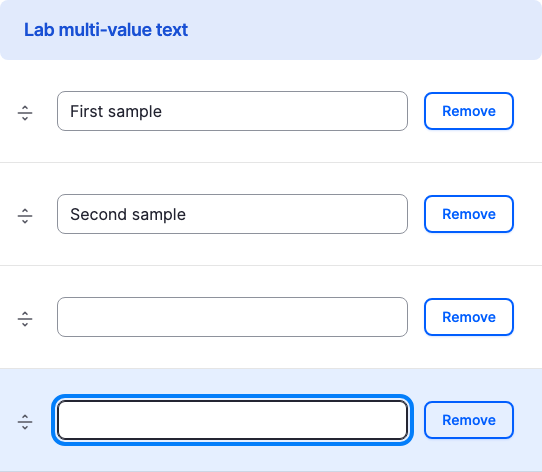 Lab multi-value text
First sample
Remove
Second sample
Remove
Remove
Remove